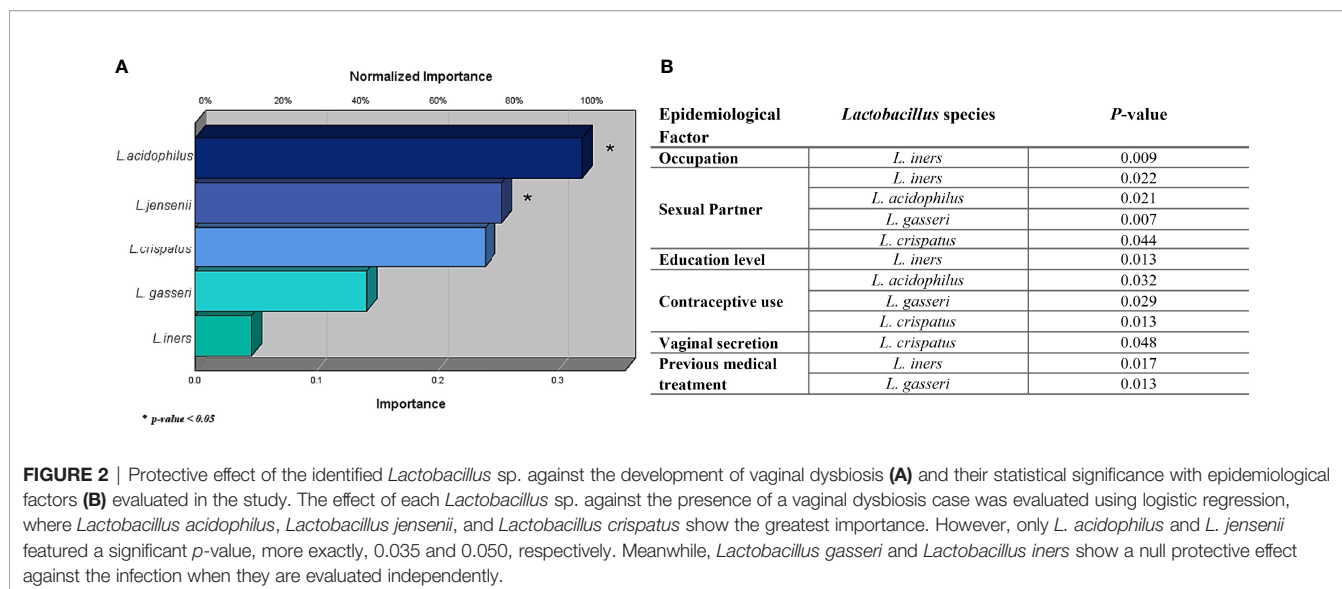 A
Normalized Importance
0% 20% 40% 60% 80% 100%
L.acidophilus
*
L.jensenii
*
L.crispatus
L. gasseri
L.iners
0.0 0.1 0.2 0.3
Importance
* p-value < 0.05
B
Epidemiological Factor Lactobacillus species P-value
Occupation L. iners 0.009
Sexual Partner L. iners 0.022
L. acidophilus 0.021
L. gasseri 0.007
L. crispatus 0.044
Education level L. iners 0.013
Contraceptive use L. acidophilus 0.032
L. gasseri 0.029
L. crispatus 0.013
Vaginal secretion L. crispatus 0.048
Previous medical treatment L. iners 0.017
L. gasseri 0.013
FIGURE 2 | Protective effect of the identified Lactobacillus sp. against the development of vaginal dysbiosis (A) and their statistical significance with epidemiological
factors (B) evaluated in the study. The effect of each Lactobacillus sp. against the presence of a vaginal dysbiosis case was evaluated using logistic regression,
where Lactobacillus acidophilus, Lactobacillus jensenii, and Lactobacillus crispatus show the greatest importance. However, only L. acidophilus and L. jensenii
featured a significant p-value, more exactly, 0.035 and 0.050, respectively. Meanwhile, Lactobacillus gasseri and Lactobacillus iners show a null protective effect
against the infection when they are evaluated independently.